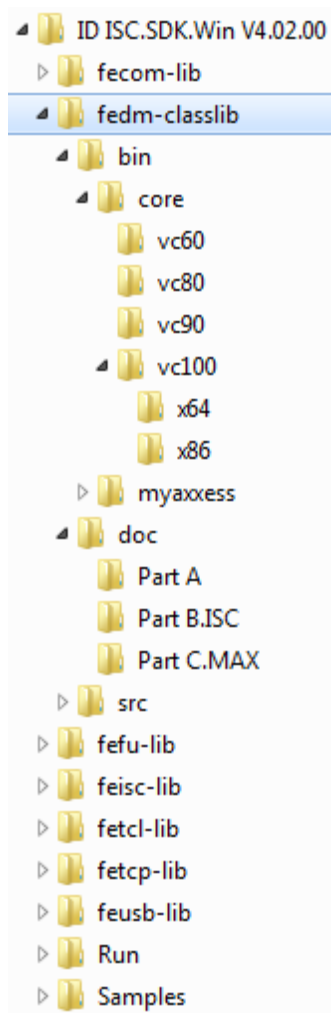 ID ISC.SDK.Win V4.02.00
fecom-lib
fedm-classlib
bin
core
vc60
vc80
vc90
vc100
x64
x86
myaxxess
doc
Part A
Part B.ISC
Part C.MAX
src
fefu-lib
feisc-lib
fetcl-lib
fetcp-lib
feusb-lib
Run
Samples